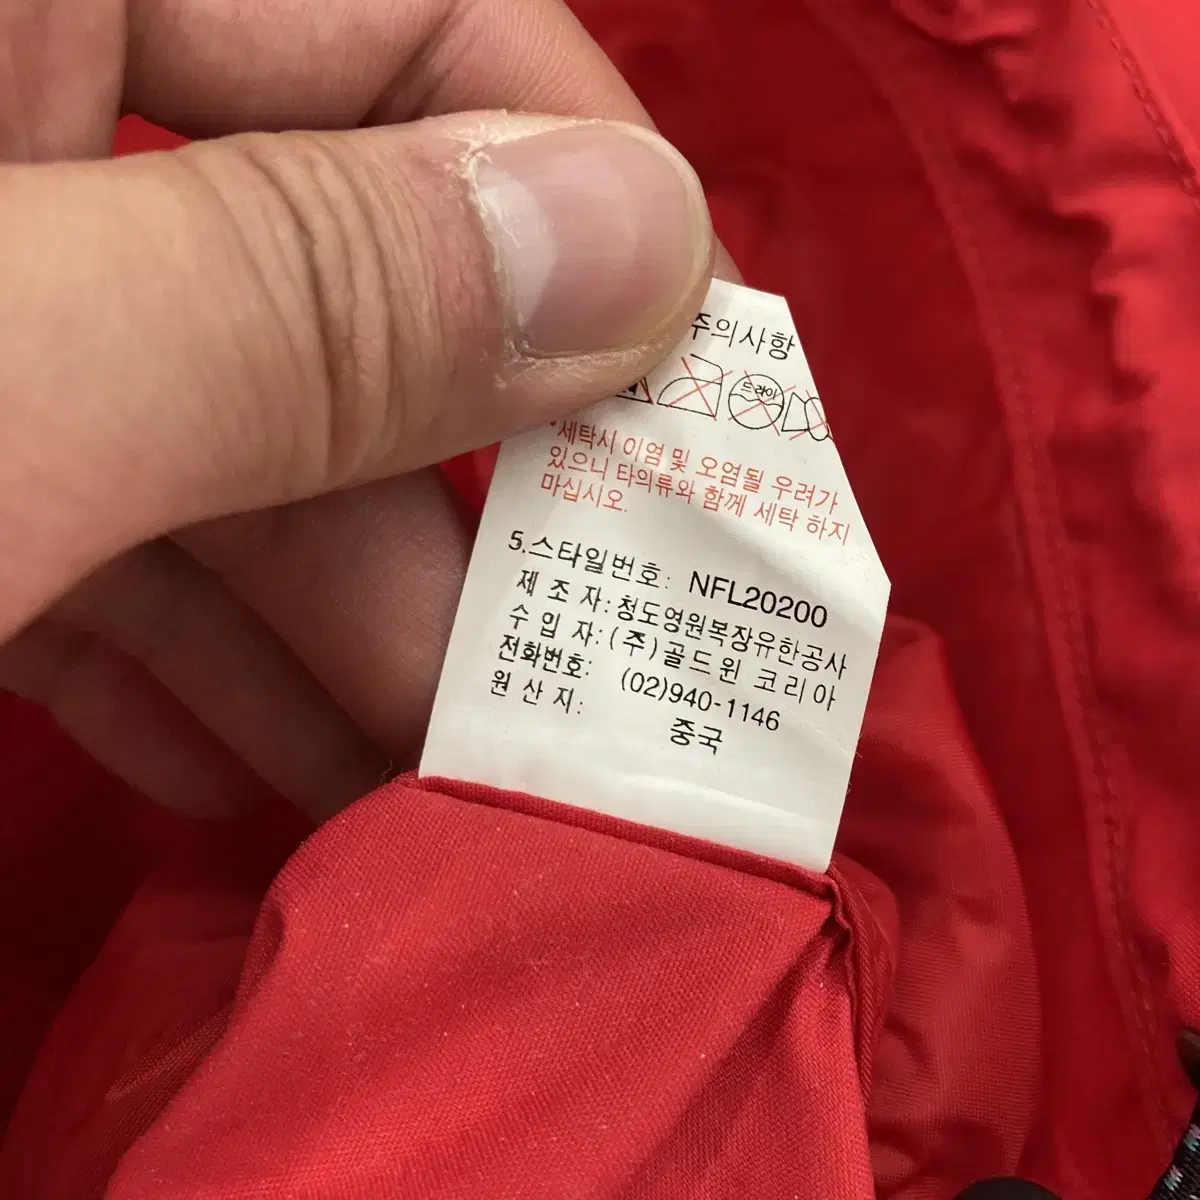 주의사항
드라이
*세탁시 이염 및 오염될 우려가
있으니 타의류와 함께 세탁 하지
마십시오.
5.스타일번호: NFL20200
제 조 자: 청도영원복장유한공사
수 입 자: (주)골드윈 코리아
전화번호: (02)940-1146
원 산 지: 중국